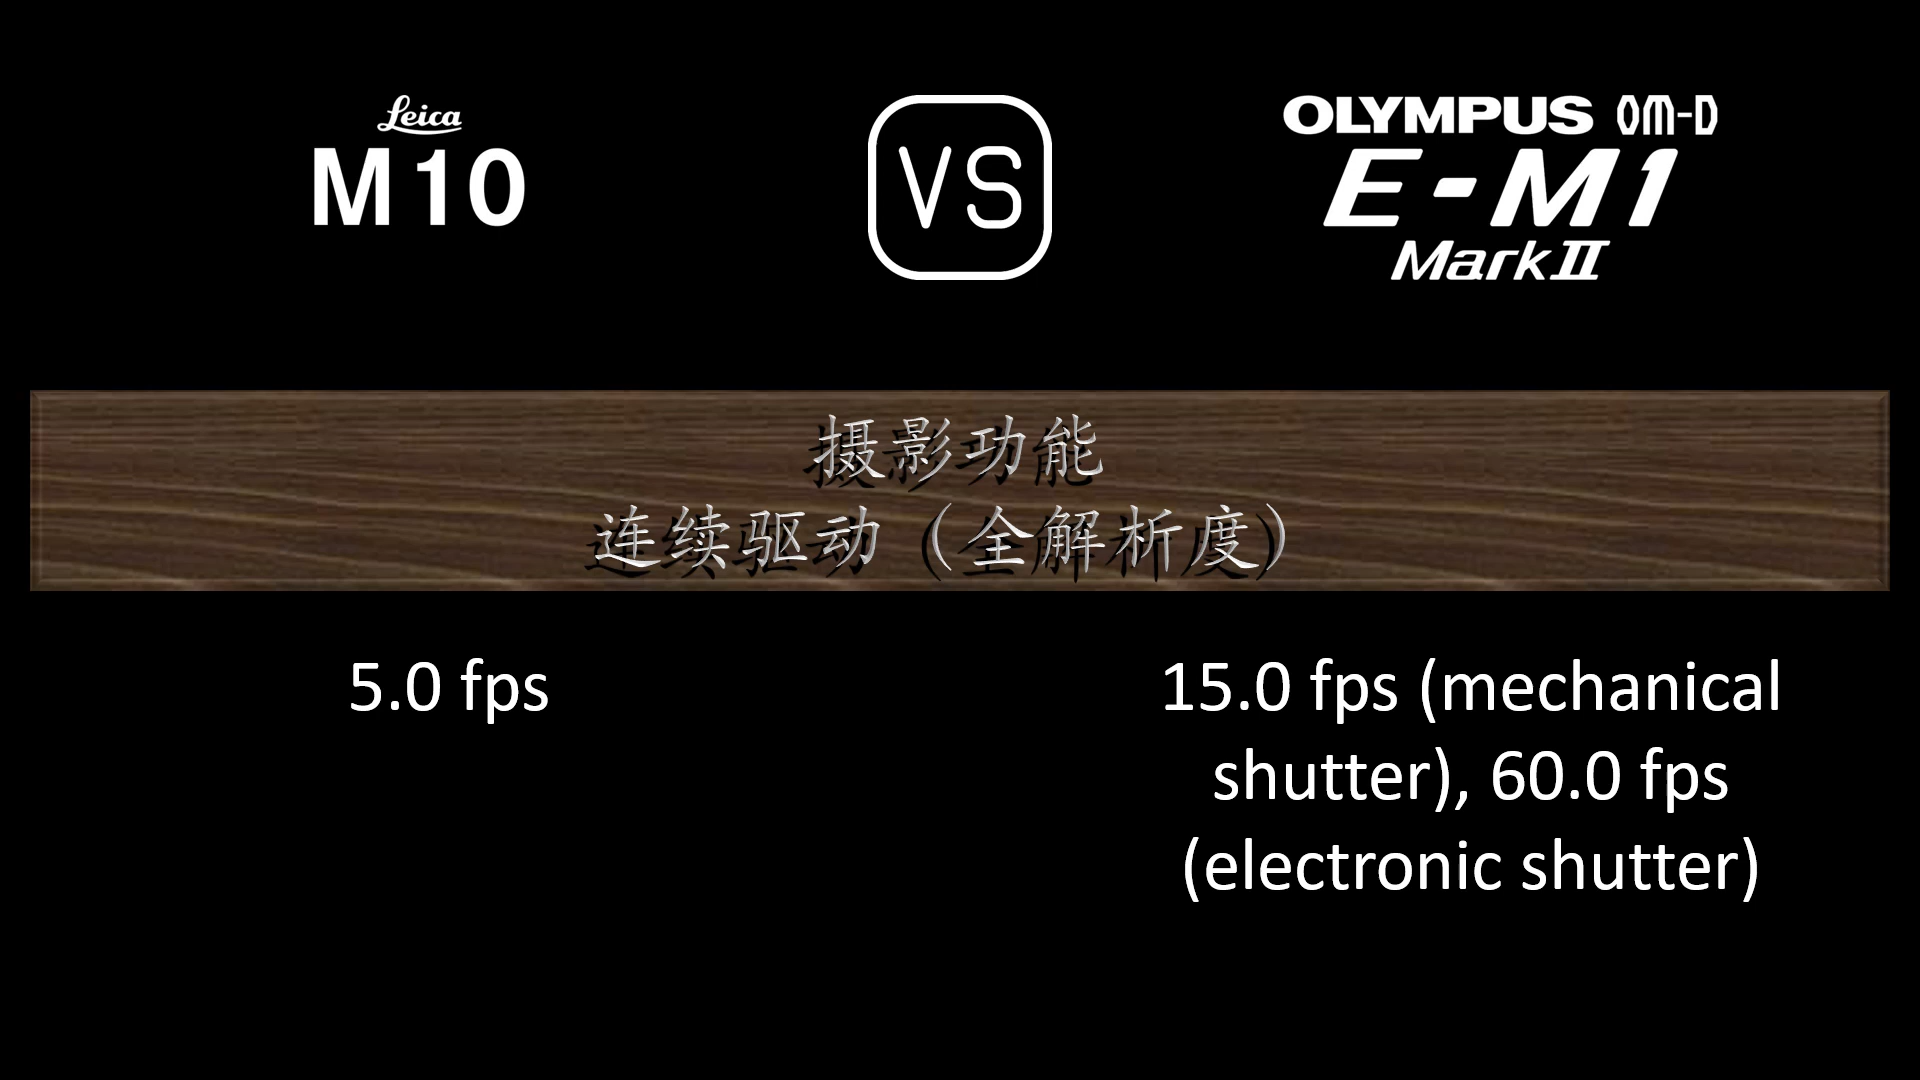 Leica
M10
VS
OLYMPUS OM-D
E-M1
Mark II
摄影功能
连续驱动（全解析度）
5.0 fps
15.0 fps (mechanical
shutter), 60.0 fps
(electronic shutter)